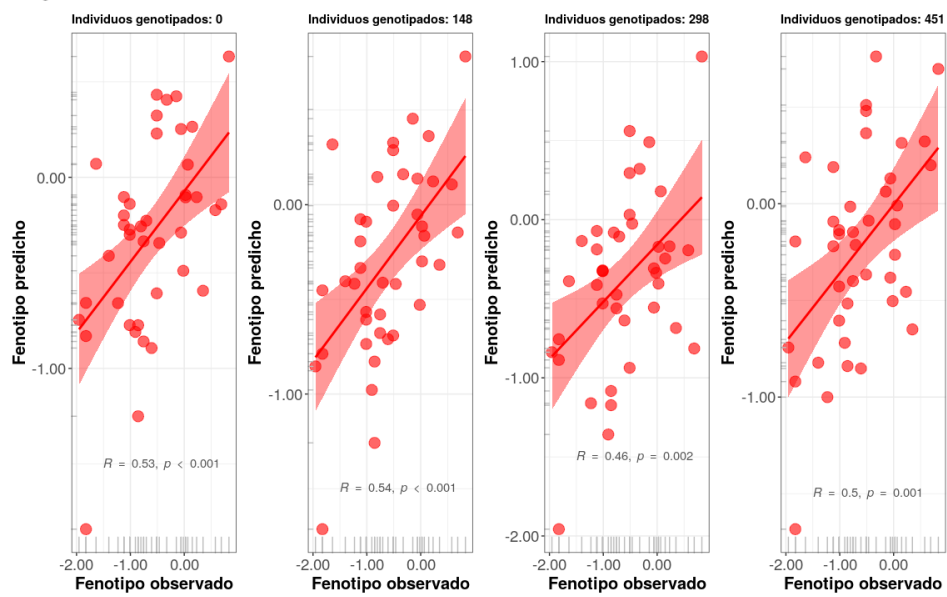 Individuos genotipados: 0
0.00
-1.00
Fenotipo predicho
R = 0.53, p < 0.001
-2.00 -1.00 0.00
Fenotipo observado
Individuos genotipados: 148
0.00
-1.00
Fenotipo predicho
R = 0.54, p < 0.001
-2.00 -1.00 0.00
Fenotipo observado
Individuos genotipados: 298
1.00
0.00
-1.00
-2.00
Fenotipo predicho
R = 0.46, p = 0.002
-2.00 -1.00 0.00
Fenotipo observado
Individuos genotipados: 451
0.00
-1.00
Fenotipo predicho
R = 0.5, p = 0.001
-2.00 -1.00 0.00
Fenotipo observado